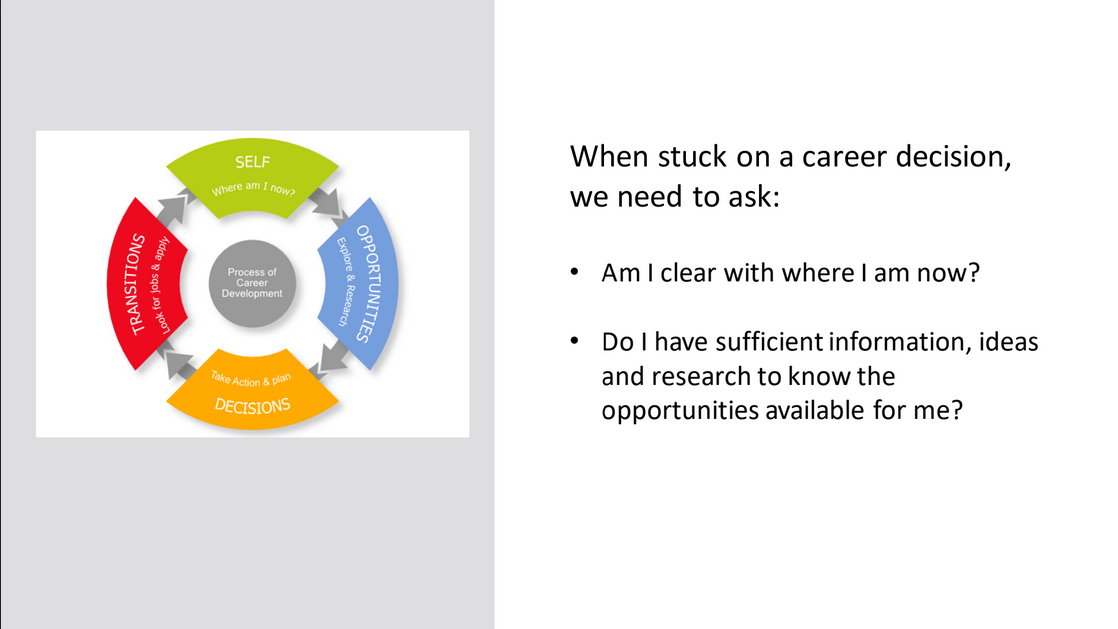 SELF
Where am I now?
OPPORTUNITIES
Explore & Research
Take Action & plan
DECISIONS
TRANSITIONS
Look for jobs & apply
Process of
Career
Development
When stuck on a career decision,
we need to ask:
• Am I clear with where I am now?
• Do I have sufficient information, ideas
and research to know the
opportunities available for me?